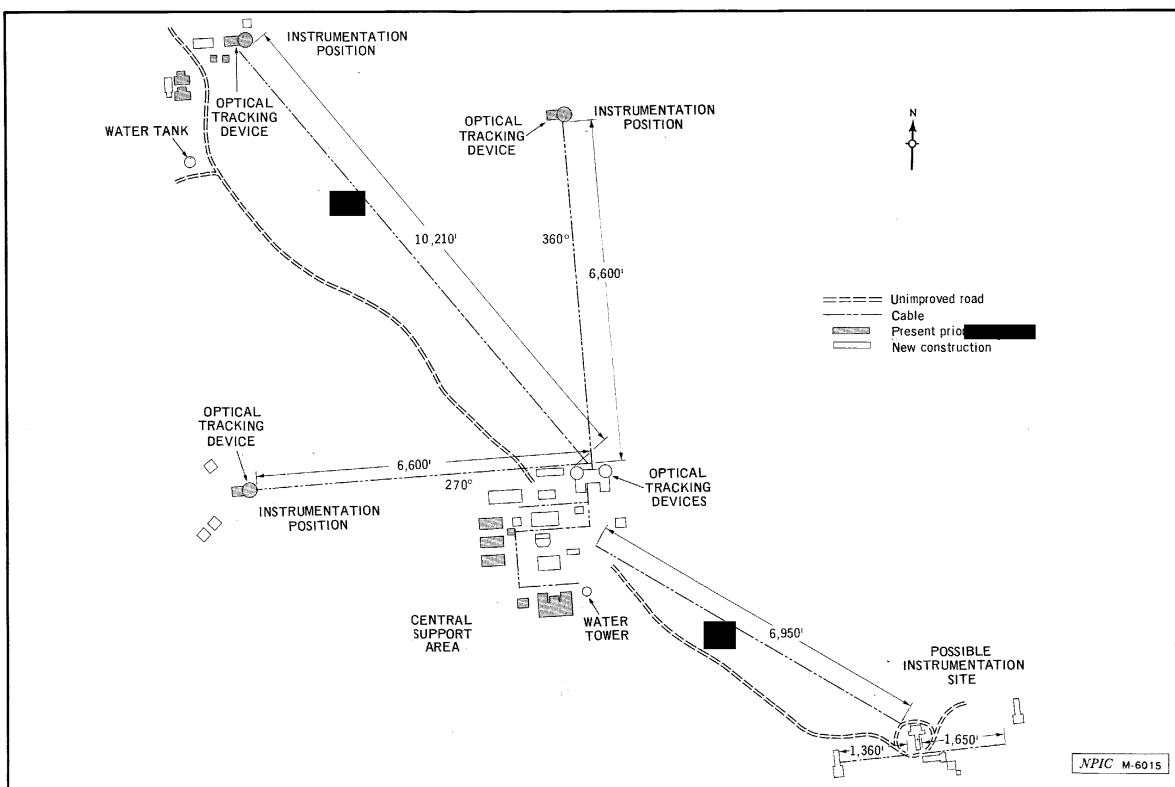 INSTRUMENTATION
POSITION
OPTICAL
TRACKING
DEVICE
WATER TANK
OPTICAL
TRACKING
DEVICE
INSTRUMENTATION
POSITION
N
10,210'
360°
6,600'
Unimproved road
Cable
Present prior
New construction
OPTICAL
TRACKING
DEVICE
6,600'
270°
INSTRUMENTATION
POSITION
OPTICAL
TRACKING
DEVICES
CENTRAL
SUPPORT
AREA
WATER
TOWER
6,950'
POSSIBLE
INSTRUMENTATION
SITE
1,360'
1,650'
NPIC M-6015